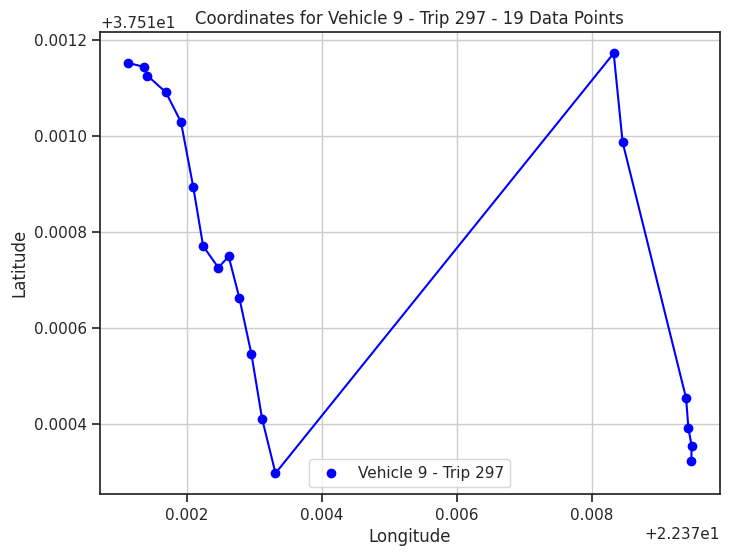 Coordinates for Vehicle 9 - Trip 297 - 19 Data Points
+3.751e1
0.0012
0.0010
0.0008
0.0006
0.0004
Latitude
Vehicle 9 - Trip 297
0.002 0.004 0.006 0.008
Longitude
+2.237e1